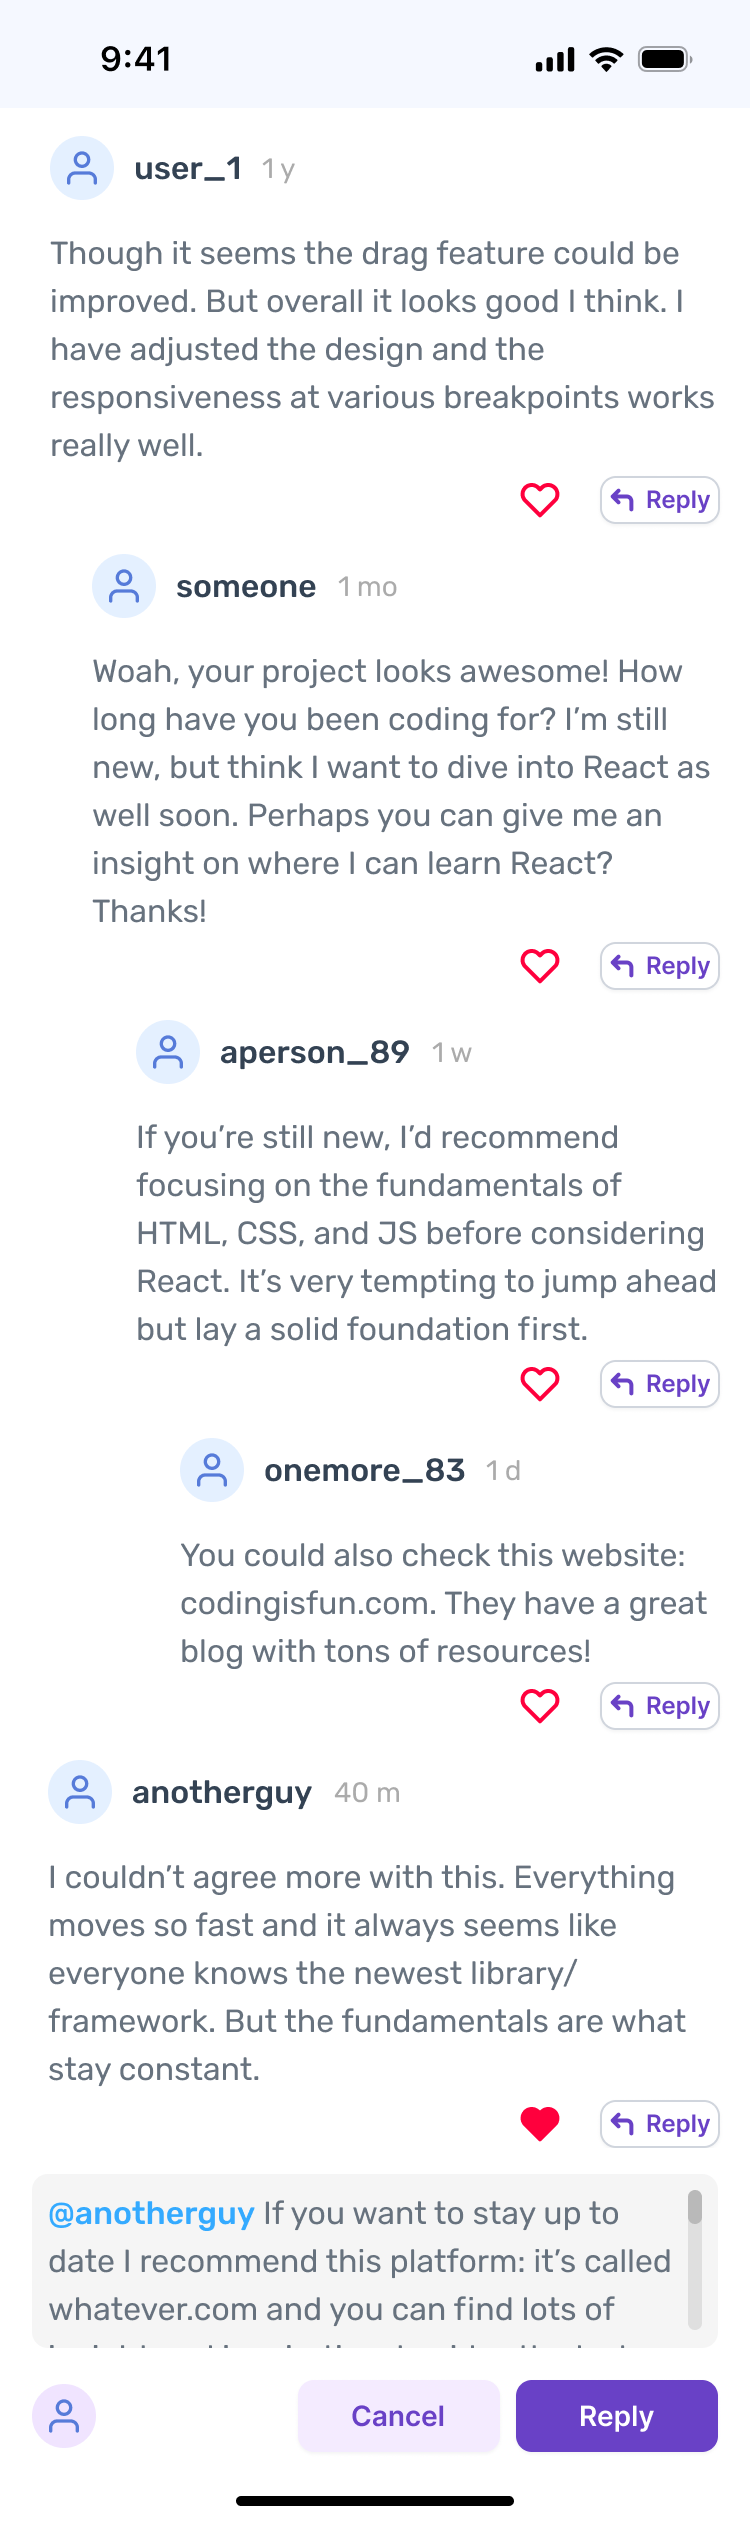 9:41
user_1 1 y
Though it seems the drag feature could be
improved. But overall it looks good I think. I
have adjusted the design and the
responsiveness at various breakpoints works
really well.
Reply
someone 1 mo
Woah, your project looks awesome! How
long have you been coding for? I’m still
new, but think I want to dive into React as
well soon. Perhaps you can give me an
insight on where I can learn React?
Thanks!
Reply
aperson_89 1 w
If you’re still new, I’d recommend
focusing on the fundamentals of
HTML, CSS, and JS before considering
React. It’s very tempting to jump ahead
but lay a solid foundation first.
Reply
onemore_83 1 d
You could also check this website:
codingisfun.com. They have a great
blog with tons of resources!
Reply
anotherguy 40 m
I couldn’t agree more with this. Everything
moves so fast and it always seems like
everyone knows the newest library/
framework. But the fundamentals are what
stay constant.
Reply
@anotherguy If you want to stay up to
date I recommend this platform: it’s called
whatever.com and you can find lots of
Cancel Reply